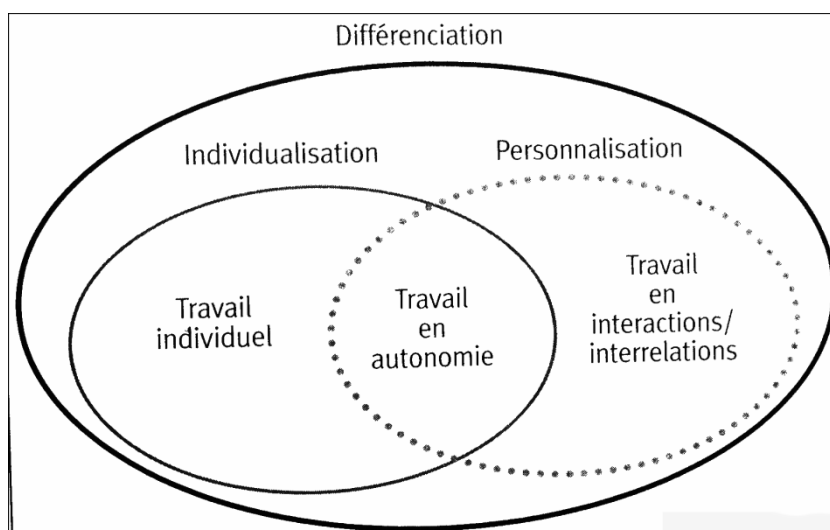 Différenciation
Individualisation
Personnalisation
Travail
individuel
Travail
en
autonomie
Travail
en
interactions/
interrelations